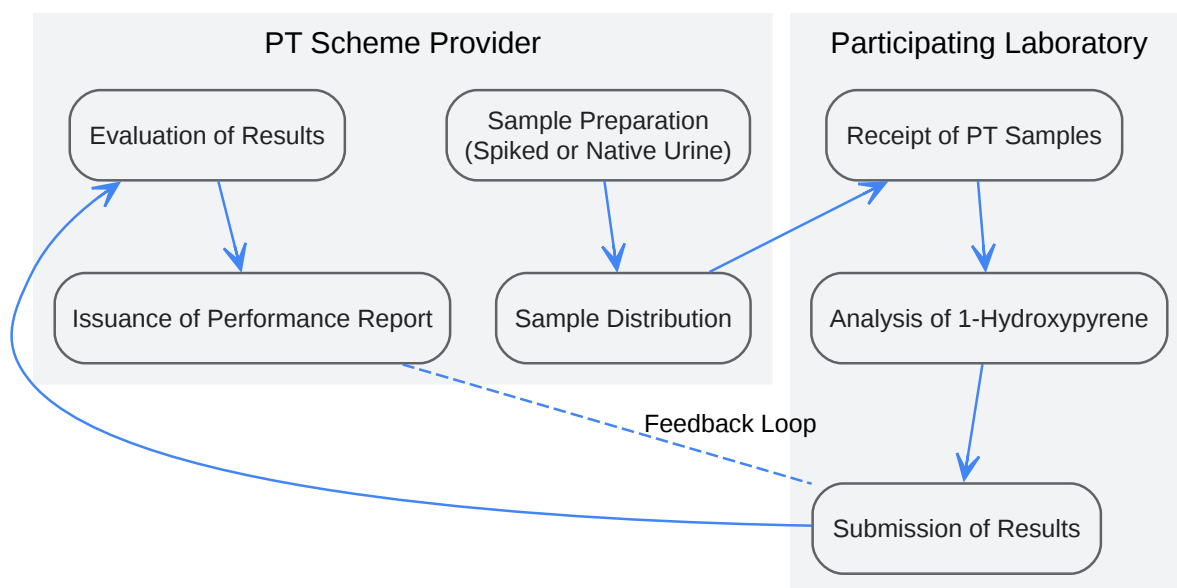 PT Scheme Provider
Evaluation of Results
Sample Preparation
(Spiked or Native Urine)
Issuance of Performance Report
Sample Distribution
Participating Laboratory
Receipt of PT Samples
Analysis of 1-Hydroxypyrene
Feedback Loop
Submission of Results